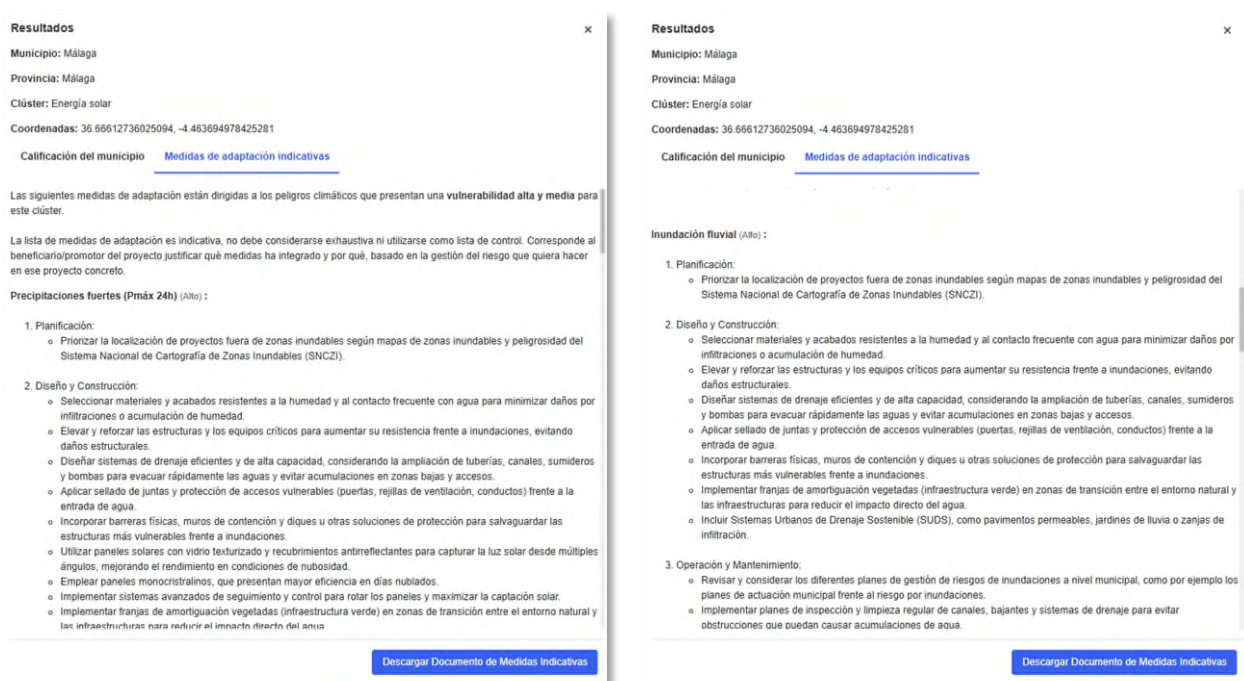 Resultados
×
Municipio: Málaga
Provincia: Málaga
Clúster: Energía solar
Coordenadas: 36.66612736025094, -4.463694978425281
Calificación del municipio
Medidas de adaptación indicativas
Las siguientes medidas de adaptación están dirigidas a los peligros climáticos que presentan una vulnerabilidad alta y media para
este clúster.
La lista de medidas de adaptación es indicativa, no debe considerarse exhaustiva ni utilizarse como lista de control. Corresponde al
beneficiario/promotor del proyecto justificar qué medidas ha integrado y por qué, basado en la gestión del riesgo que quiera hacer
en ese proyecto concreto.
Precipitaciones fuertes (Pmáx 24h) (Alto) :
1. Planificación:
Priorizar la localización de proyectos fuera de zonas inundables según mapas de zonas inundables y peligrosidad del
Sistema Nacional de Cartografía de Zonas Inundables (SNCZI).
2. Diseño y Construcción:
Seleccionar materiales y acabados resistentes a la humedad y al contacto frecuente con agua para minimizar daños por
infiltraciones o acumulación de humedad.
Elevar y reforzar las estructuras y los equipos críticos para aumentar su resistencia frente a inundaciones, evitando
daños estructurales.
Diseñar sistemas de drenaje eficientes y de alta capacidad, considerando la ampliación de tuberías, canales, sumideros
y bombas para evacuar rápidamente las aguas y evitar acumulaciones en zonas bajas y accesos.
Aplicar sellado de juntas y protección de accesos vulnerables (puertas, rejillas de ventilación, conductos) frente a la
entrada de agua.
Incorporar barreras físicas, muros de contención y diques u otras soluciones de protección para salvaguardar las
estructuras más vulnerables frente a inundaciones.
Utilizar paneles solares con vidrio texturizado y recubrimientos antirreflectantes para capturar la luz solar desde múltiples
ángulos, mejorando el rendimiento en condiciones de nubosidad.
Emplear paneles monocristralinos, que presentan mayor eficiencia en días nublados.
Implementar sistemas avanzados de seguimiento y control para rotar los paneles y maximizar la captación solar.
Implementar franjas de amortiguación vegetadas (infraestructura verde) en zonas de transición entre el entorno natural y
las infraestructuras para reducir el impacto directo del agua
Descargar Documento de Medidas Indicativas
Resultados
×
Municipio: Málaga
Provincia: Málaga
Clúster: Energía solar
Coordenadas: 36.66612736025094, -4.463694978425281
Calificación del municipio
Medidas de adaptación indicativas
Inundación fluvial (Alto) :
1. Planificación:
Priorizar la localización de proyectos fuera de zonas inundables según mapas de zonas inundables y peligrosidad del
Sistema Nacional de Cartografía de Zonas Inundables (SNCZI).
2. Diseño y Construcción:
Seleccionar materiales y acabados resistentes a la humedad y al contacto frecuente con agua para minimizar daños por
infiltraciones o acumulación de humedad.
Elevar y reforzar las estructuras y los equipos críticos para aumentar su resistencia frente a inundaciones, evitando
daños estructurales.
Diseñar sistemas de drenaje eficientes y de alta capacidad, considerando la ampliación de tuberías, canales, sumideros
y bombas para evacuar rápidamente las aguas y evitar acumulaciones en zonas bajas y accesos.
Aplicar sellado de juntas y protección de accesos vulnerables (puertas, rejillas de ventilación, conductos) frente a la
entrada de agua.
Incorporar barreras físicas, muros de contención y diques u otras soluciones de protección para salvaguardar las
estructuras más vulnerables frente a inundaciones.
Implementar franjas de amortiguación vegetadas (infraestructura verde) en zonas de transición entre el entorno natural y
las infraestructuras para reducir el impacto directo del agua.
Incluir Sistemas Urbanos de Drenaje Sostenible (SUDS), como pavimentos permeables, jardines de lluvia o zanjas de
infiltración.
3. Operación y Mantenimiento:
Revisar y considerar los diferentes planes de gestión de riesgos de inundaciones a nivel municipal, como por ejemplo los
planes de actuación municipal frente al riesgo por inundaciones.
Implementar planes de inspección y limpieza regular de canales, bajantes y sistemas de drenaje para evitar
obstrucciones que puedan causar acumulaciones de agua.
Descargar Documento de Medidas Indicativas